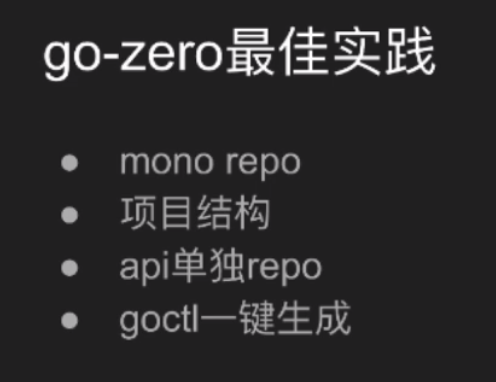 go-zero最佳实践
● mono repo
● 项目结构
● api单独repo
● goctl一键生成